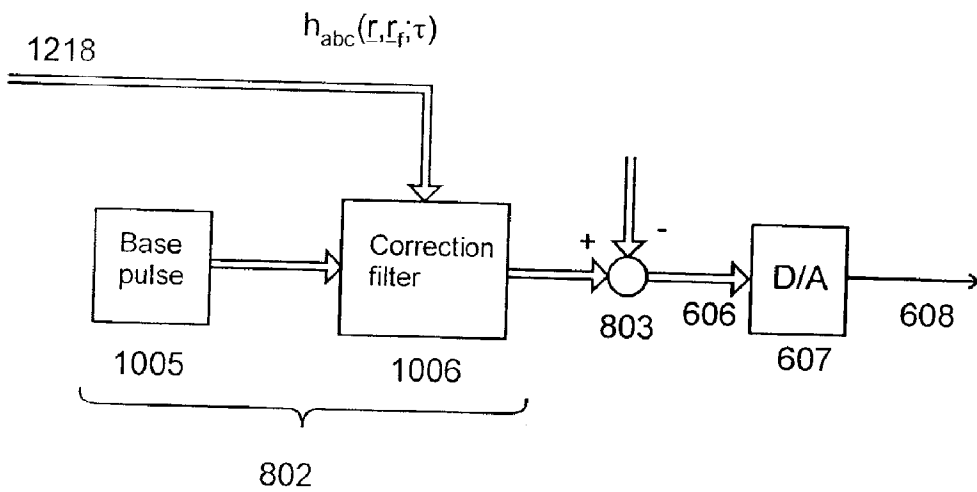 h_abc(r,r_f;τ)
1218
Base
pulse
Correction
filter
+
-
D/A
1005
1006
803
606
607
608
802